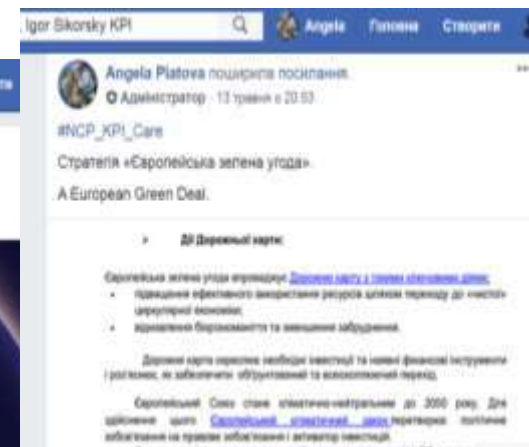 Igor Sikorsky KPI
Angela Головна Створити
Angela Piatova поширила посилання.
Адміністратор · 13 травня о 20:53
#NCP_KPI_Care
Стратегія «Європейська зелена угода».
A European Green Deal.
Дії Дорожньої карти:
Європейська зелена угода впроваджує Дорожню карту з такими ключовими діями:
підвищення ефективного використання ресурсів шляхом переходу до «чистої»
циркулярної економіки;
відновлення біорізноманіття та зменшення забруднення.
Дорожня карта окреслює необхідні інвестиції та наявні фінансові інструменти
і роз'яснює, як забезпечити обґрунтований та всеохоплюючий перехід.
Європейський Союз стане кліматично-нейтральним до 2050 року. Для
здійснення цього Європейський кліматичний закон перетворює політичне
зобов'язання на правове зобов'язання і активатор інвестицій.